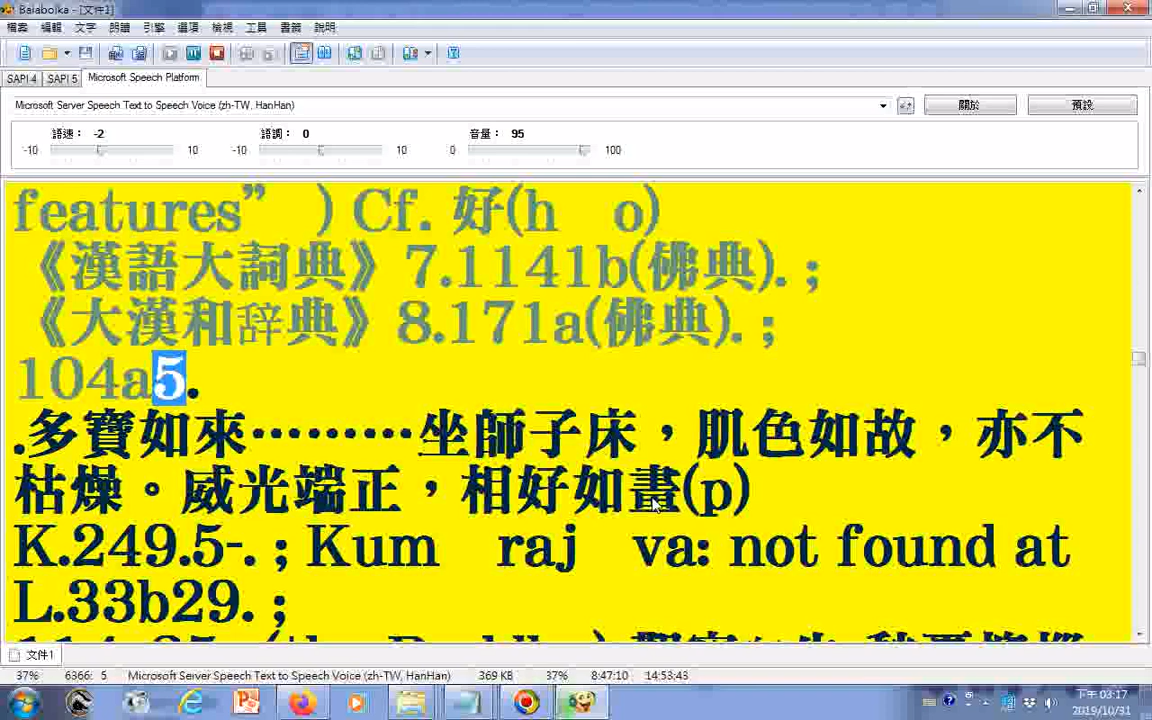 Balabolka - [文件1]
檔案 編輯 文字 朗讀 引擎 選項 檢視 工具 書籤 說明
SAPI 4 SAPI 5 Microsoft Speech Platform
Microsoft Server Speech Text to Speech Voice (zh-TW, HanHan) 關於 預設
語速： -2 語調： 0 音量： 95
-10 10 -10 10 0 100
features” ) Cf. 好(h o)
《漢語大詞典》 7.1141b(佛典). ;
《大漢和辞典》 8.171a(佛典). ;
104a5.
.多寶如來………坐師子床，肌色如故，亦不
枯燥。威光端正，相好如畫(p)
K.249.5-. ; Kum raj va: not found at
L.33b29. ;
文件1
37% 6366: 5 Microsoft Server Speech Text to Speech Voice (zh-TW, HanHan) 369 KB 37% 8:47:10 14:53:43
下午 03:17
2019/10/31